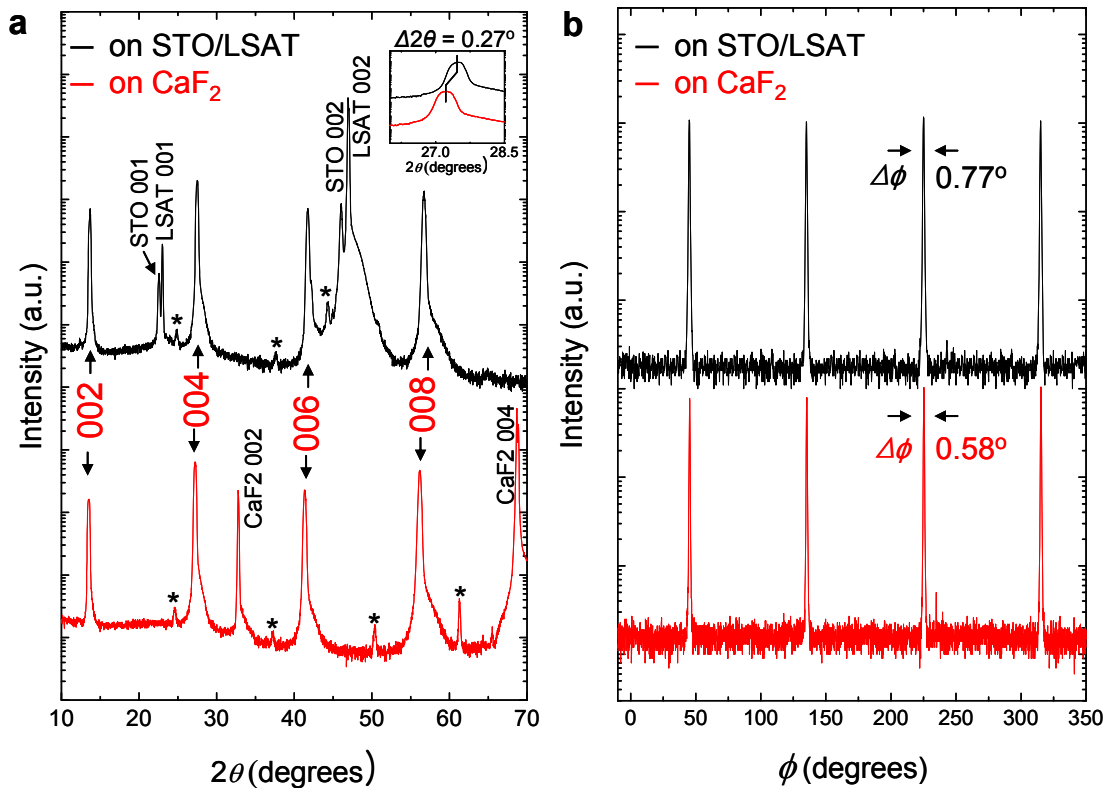 a
on STO/LSAT
on CaF2
Δ2θ = 0.27°
27.0 28.5
2θ (degrees)
STO 001
LSAT 001
STO 002
LSAT 002
*
*
*
002
004
006
008
CaF2 002
CaF2 004
*
*
*
*
Intensity (a.u.)
10 20 30 40 50 60 70
2θ (degrees)
b
on STO/LSAT
on CaF2
Δϕ 0.77°
Δϕ 0.58°
Intensity (a.u.)
0 50 100 150 200 250 300 350
ϕ (degrees)